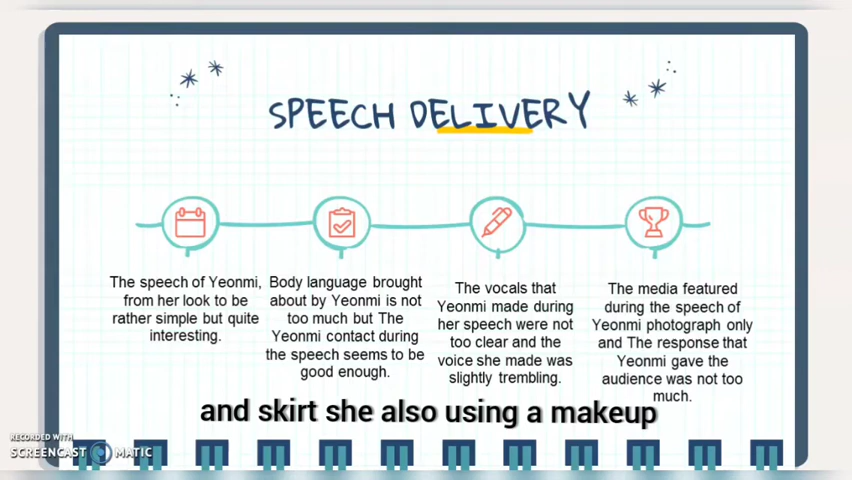 SPEECH DELIVERY
The speech of Yeonmi,
from her look to be
rather simple but quite
interesting.
Body language brought
about by Yeonmi is not
too much but The
Yeonmi contact during
the speech seems to be
good enough.
The vocals that
Yeonmi made during
her speech were not
too clear and the
voice she made was
slightly trembling.
The media featured
during the speech of
Yeonmi photograph only
and The response that
Yeonmi gave the
audience was not too
much.
and skirt she also using a makeup
RECORDED WITH
SCREENCAST MATIC